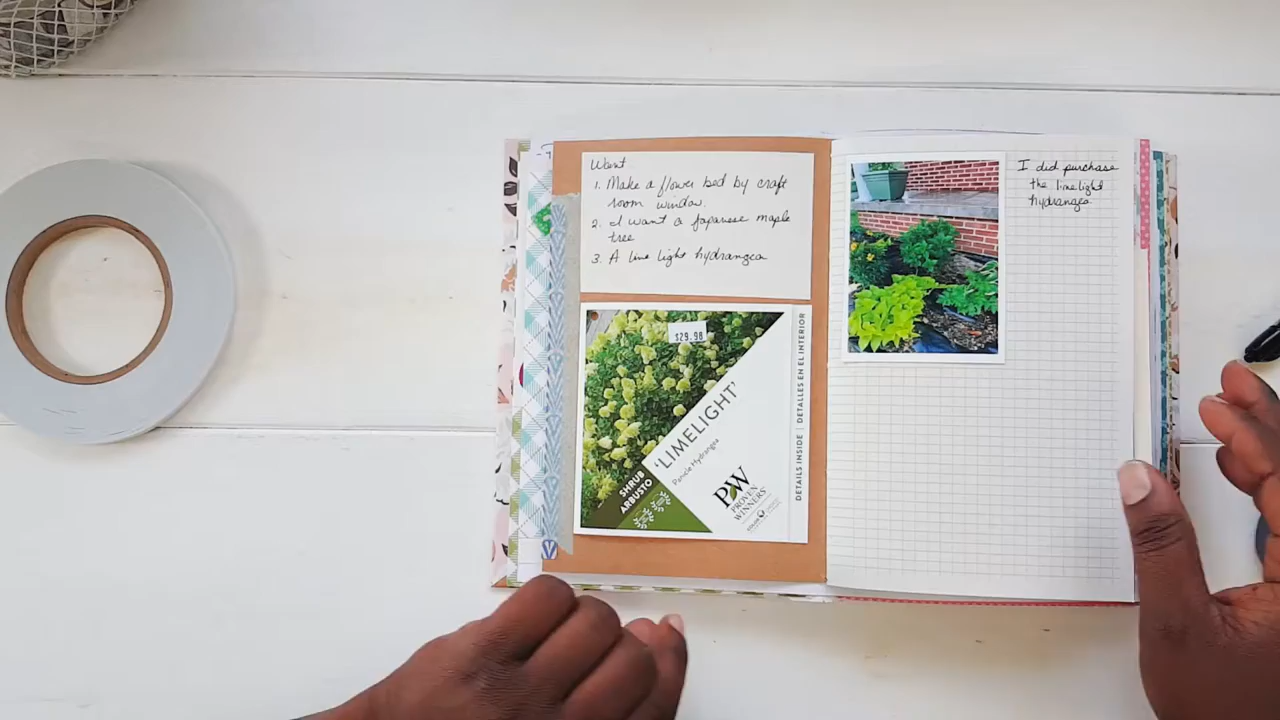 Want
1. Make a flower bed by craft
room window.
2. I want a Japanese maple
tree
3. A lime light hydrangea
$29.98
'LIMELIGHT'
Panicle Hydrangea
SHRUB
ARBUSTO
PW
PROVEN
WINNERS
DETAILS INSIDE | DETALLES EN EL INTERIOR
I did purchase
the limelight
hydrangea.